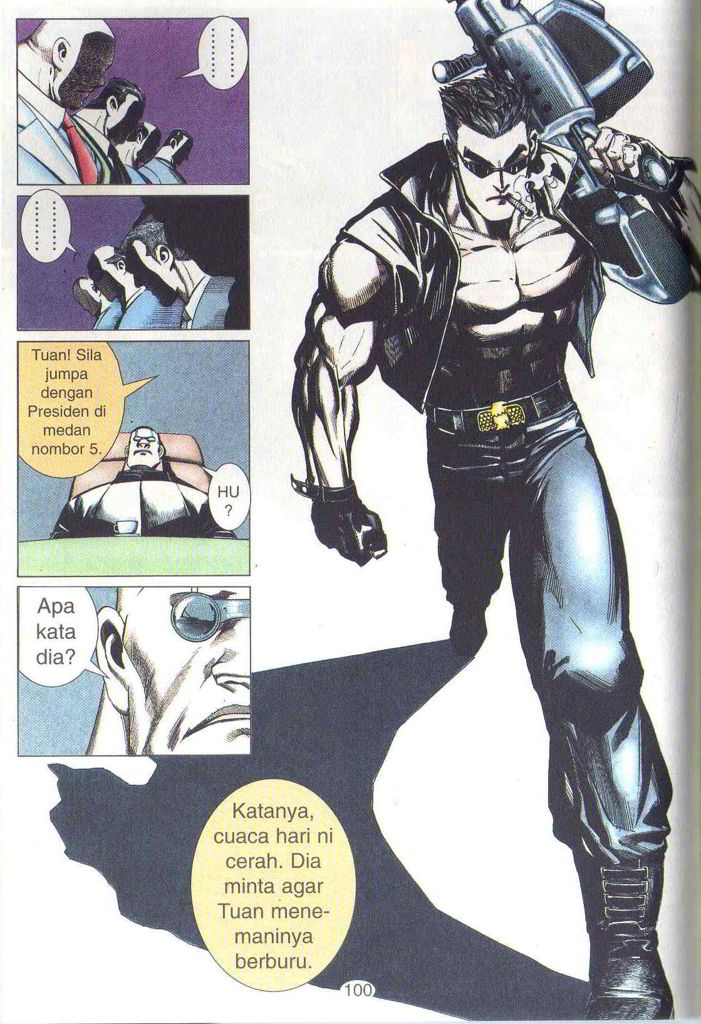 Tuan! Sila
jumpa
dengan
Presiden di
medan
nombor 5.
HU
?
Apa
kata
dia?
Katanya,
cuaca hari ni
cerah. Dia
minta agar
Tuan mene-
maninya
berburu.
100